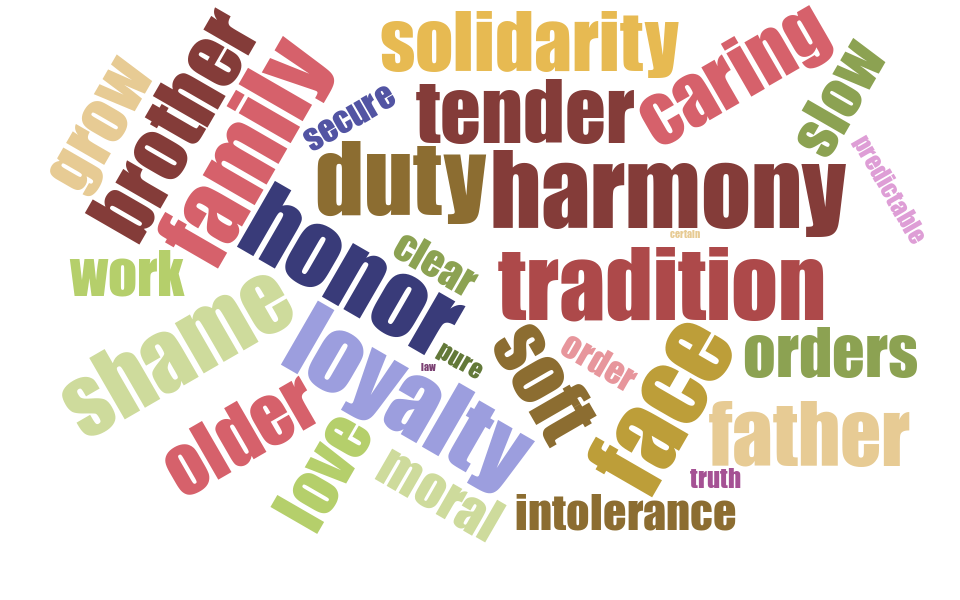 solidarity
caring
grow
brother
family
secure
tender
slow
duty
harmony
predictable
certain
honor
clear
work
tradition
shame
loyalty
pure
law
soft
order
face
orders
older
love
moral
father
truth
intolerance